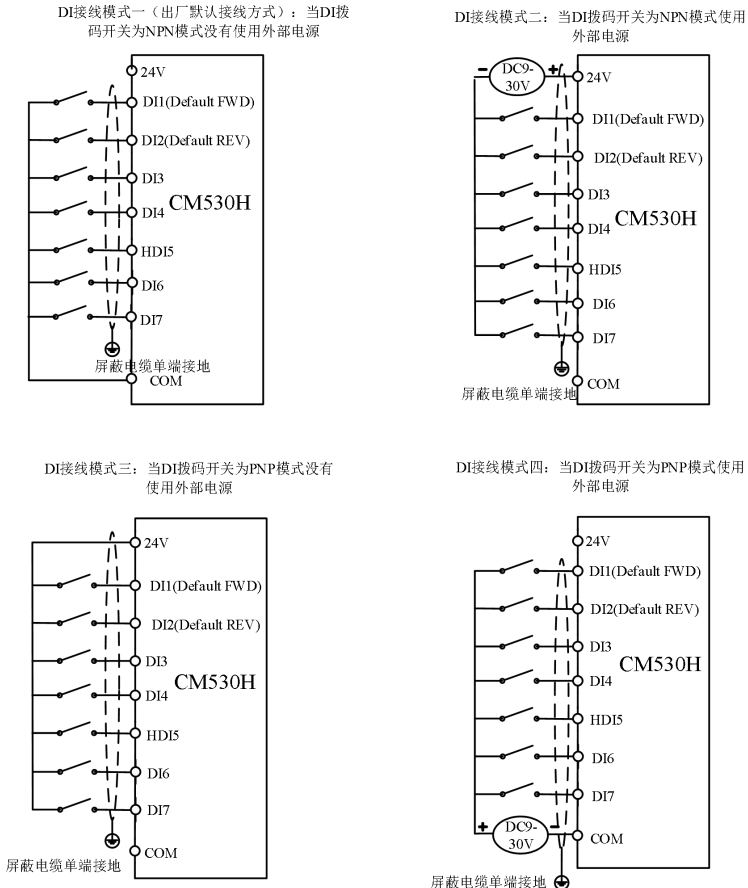 DI接线模式一（出厂默认接线方式）：当DI拨
码开关为NPN模式没有使用外部电源
24V
DI1(Default FWD)
DI2(Default REV)
DI3
CM530H
DI4
HDI5
DI6
DI7
屏蔽电缆单端接地
COM
DI接线模式二：当DI拨码开关为NPN模式使用
外部电源
DC9-
30V
24V
DI1(Default FWD)
DI2(Default REV)
DI3
CM530H
DI4
HDI5
DI6
DI7
COM
屏蔽电缆单端接地
DI接线模式三：当DI拨码开关为PNP模式没有
使用外部电源
24V
DI1(Default FWD)
DI2(Default REV)
DI3
CM530H
DI4
HDI5
DI6
DI7
COM
屏蔽电缆单端接地
DI接线模式四：当DI拨码开关为PNP模式使用
外部电源
24V
DI1(Default FWD)
DI2(Default REV)
DI3
CM530H
DI4
HDI5
DI6
DI7
DC9-
30V
COM
屏蔽电缆单端接地